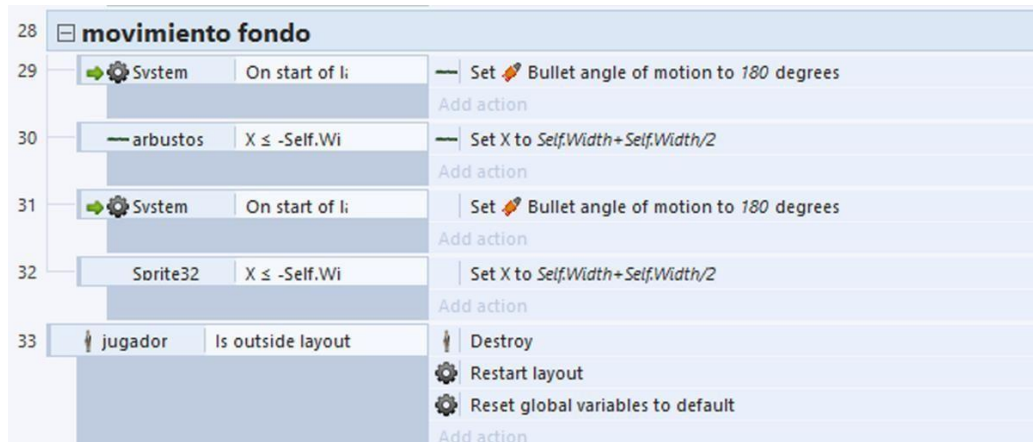 28 movimiento fondo
29 System On start of la Set Bullet angle of motion to 180 degrees
Add action
30 arbustos X ≤ -Self.Wi Set X to Self.Width+Self.Width/2
Add action
31 System On start of la Set Bullet angle of motion to 180 degrees
Add action
32 Sprite32 X ≤ -Self.Wi Set X to Self.Width+Self.Width/2
Add action
33 jugador Is outside layout Destroy
Restart layout
Reset global variables to default
Add action